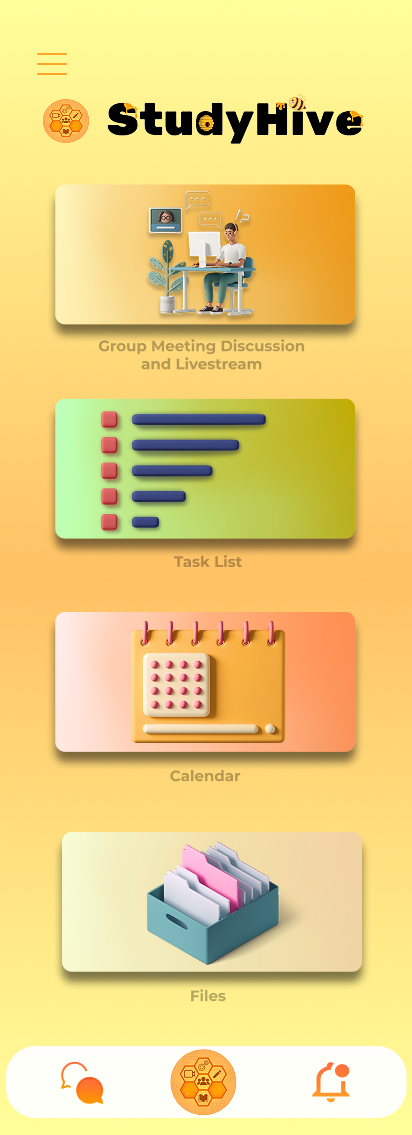 StudyHive
Group Meeting Discussion
and Livestream
Task List
Calendar
Files